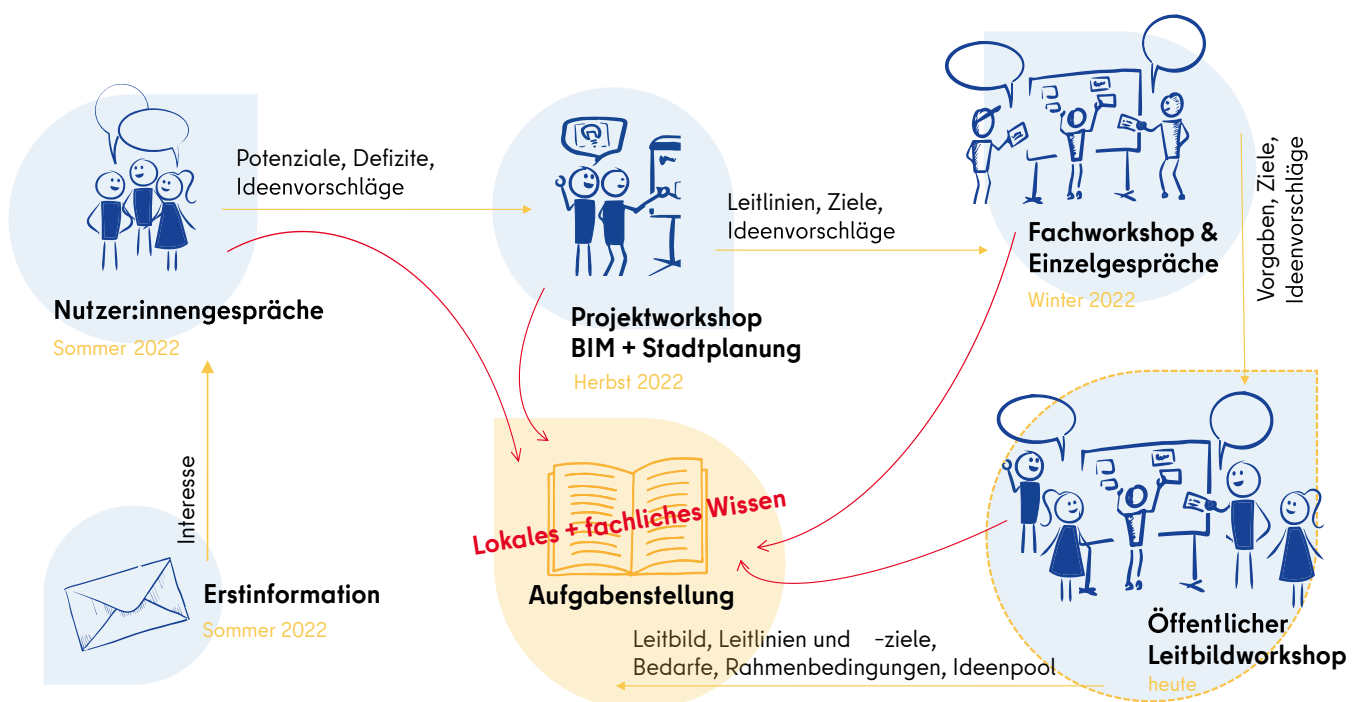 Potenziale, Defizite,
Ideenvorschläge
Nutzer:innengespräche
Sommer 2022
Leitlinien, Ziele,
Ideenvorschläge
Projektworkshop
BIM + Stadtplanung
Herbst 2022
Fachworkshop &
Einzelgespräche
Winter 2022
Vorgaben, Ziele,
Ideenvorschläge
Interesse
Erstinformation
Sommer 2022
Lokales + fachliches Wissen
Aufgabenstellung
Leitbild, Leitlinien und -ziele,
Bedarfe, Rahmenbedingungen, Ideenpool
Öffentlicher
Leitbildworkshop
heute